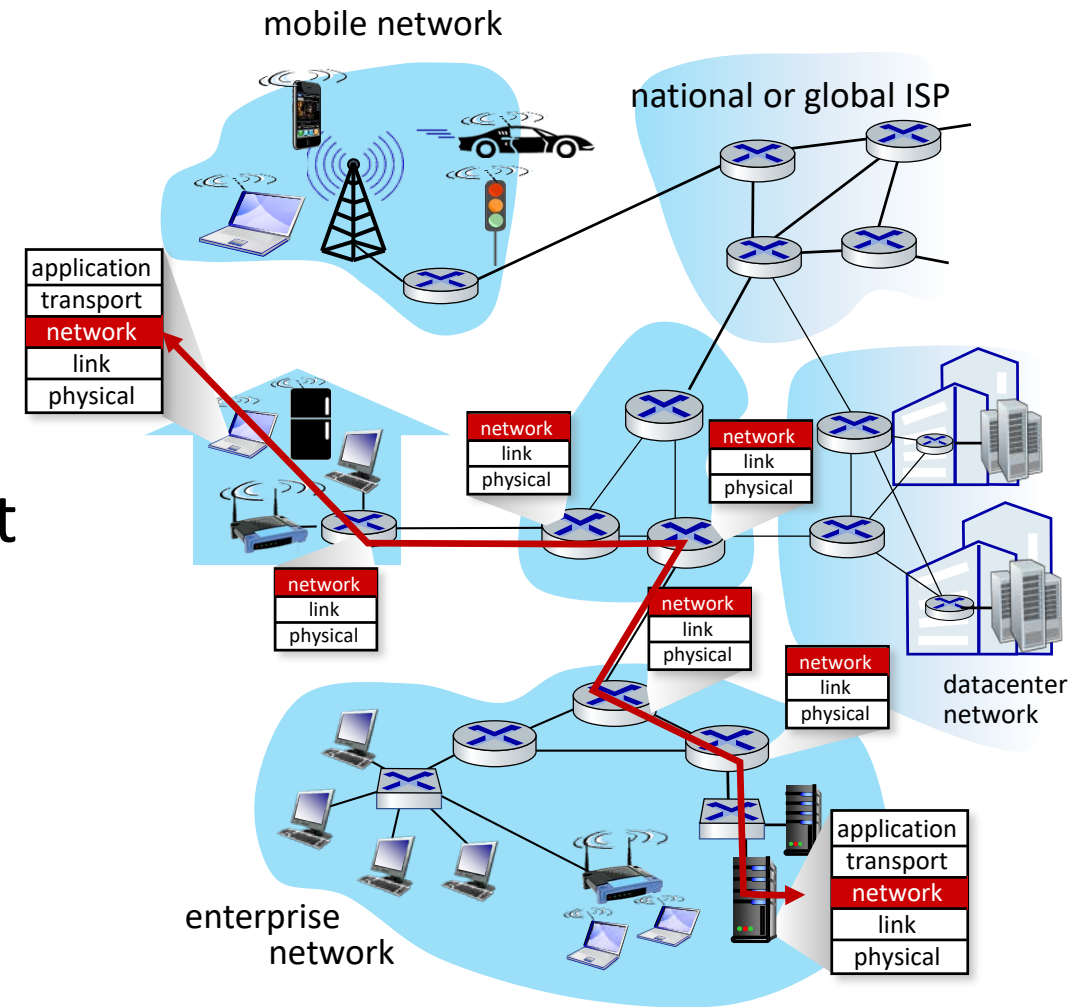 mobile network
national or global ISP
application
transport
network
link
physical
network
link
physical
network
link
physical
t
network
link
physical
network
link
physical
network
link
physical
datacenter
network
application
transport
network
link
physical
enterprise
network